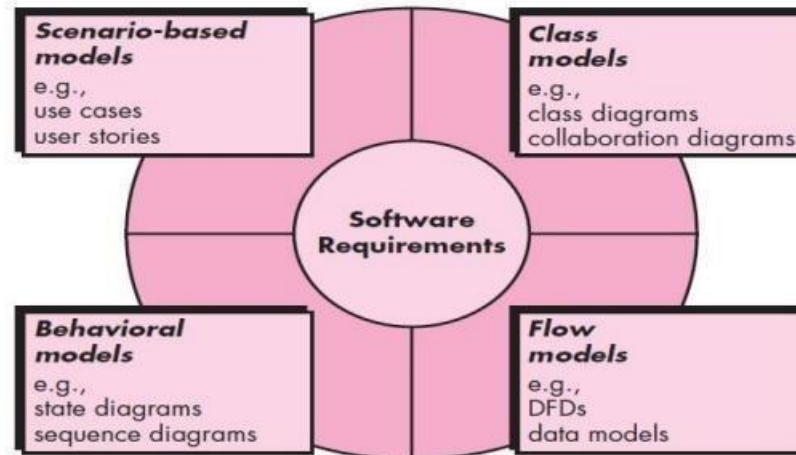 Scenario-based
models
e.g.,
use cases
user stories
Class
models
e.g.,
class diagrams
collaboration diagrams
Software
Requirements
Behavioral
models
e.g.,
state diagrams
sequence diagrams
Flow
models
e.g.,
DFDs
data models